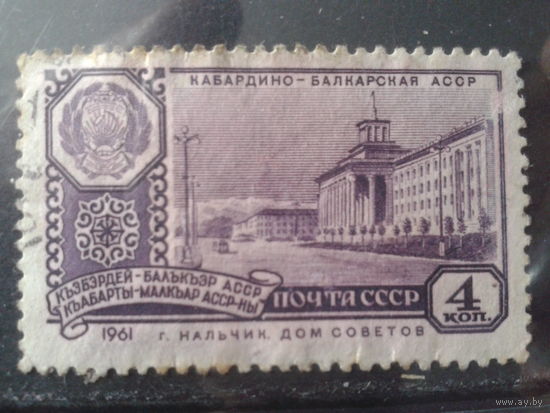 КАБАРДИНО-БАЛКАРСКАЯ АССР
КЪЭБЭРДЕЙ-БАЛЪКЪЭР АССР
КЪАБАРТЫ-МАЛКЪАР АССР-НЫ
ПОЧТА СССР
4
КОП.
1961 Г. НАЛЬЧИК. ДОМ СОВЕТОВ
www.ay.by